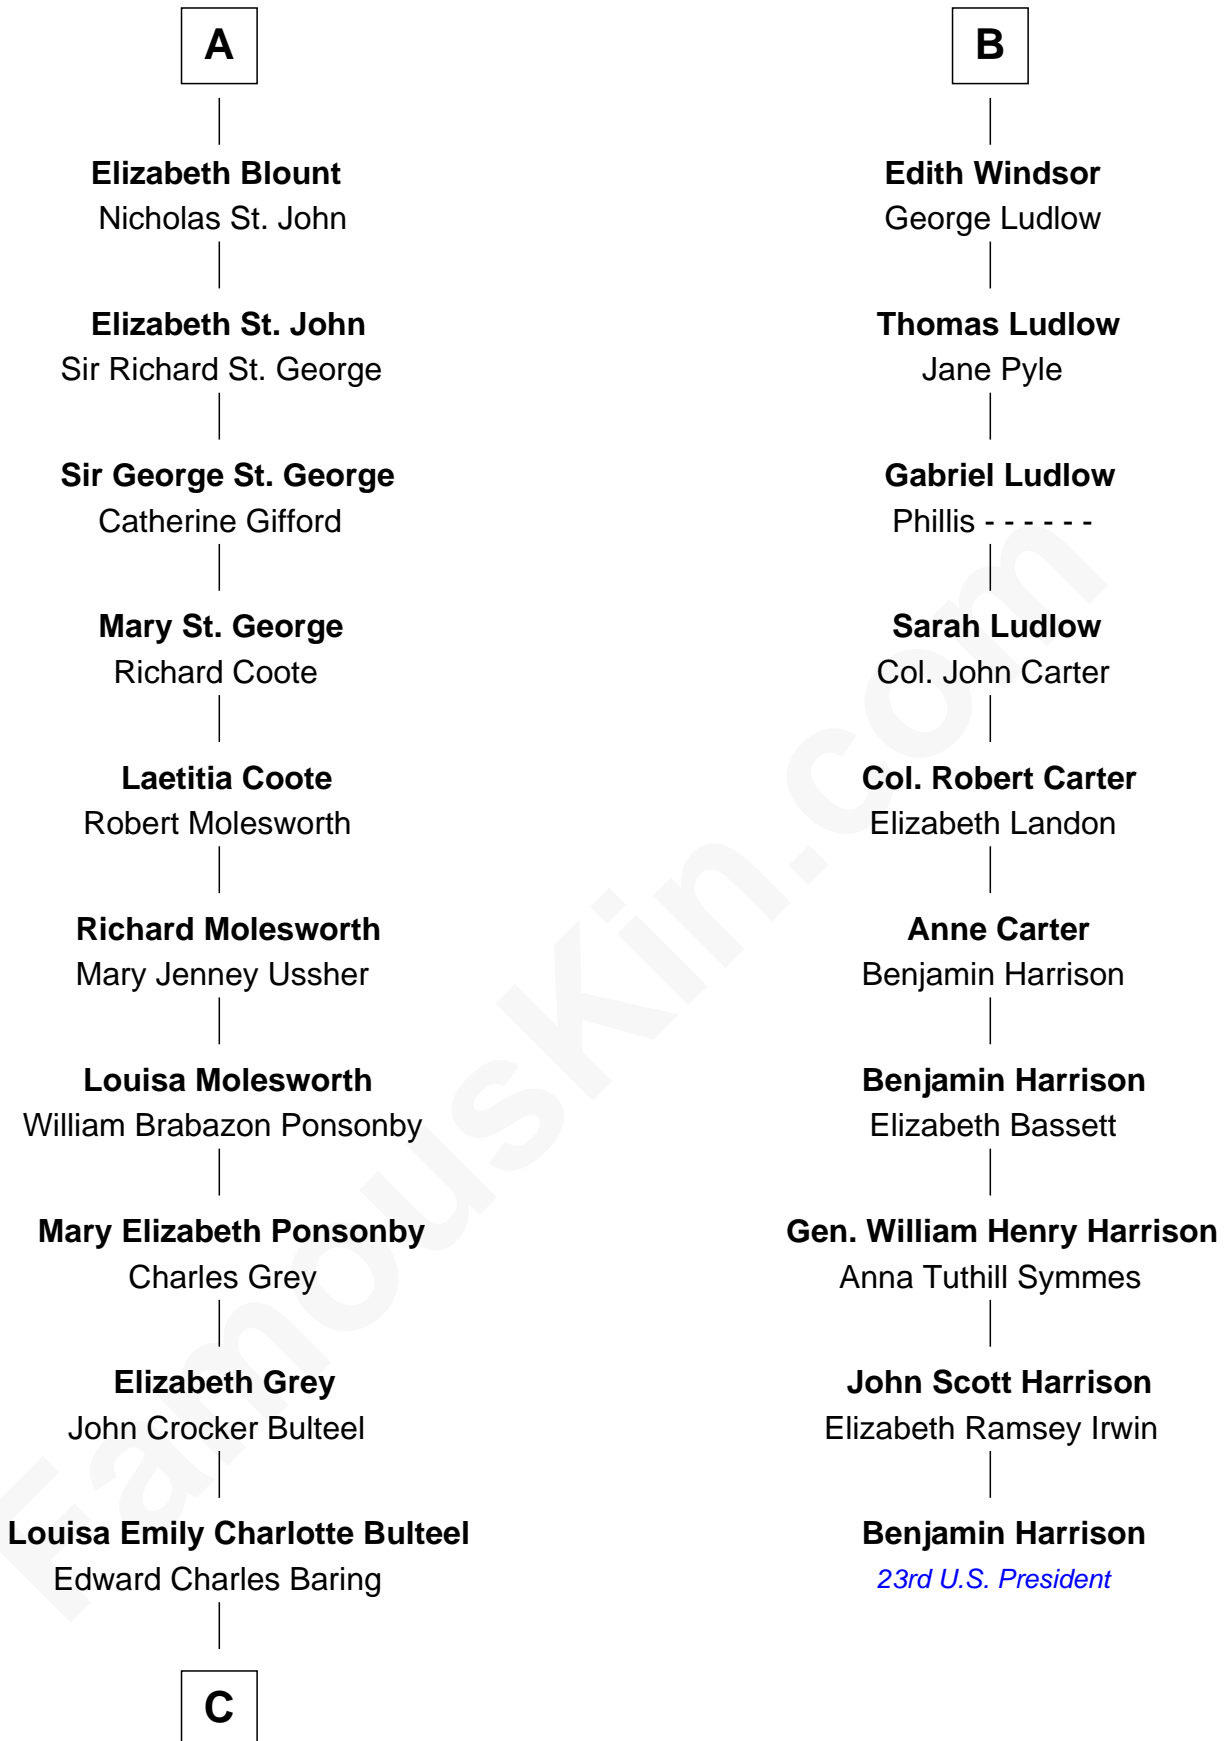 A
Elizabeth Blount
Nicholas St. John
Elizabeth St. John
Sir Richard St. George
Sir George St. George
Catherine Gifford
Mary St. George
Richard Coote
Laetitia Coote
Robert Molesworth
Richard Molesworth
Mary Jenney Ussher
Louisa Molesworth
William Brabazon Ponsonby
Mary Elizabeth Ponsonby
Charles Grey
Elizabeth Grey
John Crocker Bulteel
Louisa Emily Charlotte Bulteel
Edward Charles Baring
C
B
Edith Windsor
George Ludlow
Thomas Ludlow
Jane Pyle
Gabriel Ludlow
Phillis - - - - - -
Sarah Ludlow
Col. John Carter
Col. Robert Carter
Elizabeth Landon
Anne Carter
Benjamin Harrison
Benjamin Harrison
Elizabeth Bassett
Gen. William Henry Harrison
Anna Tuthill Symmes
John Scott Harrison
Elizabeth Ramsey Irwin
Benjamin Harrison
23rd U.S. President
FamousKin.com